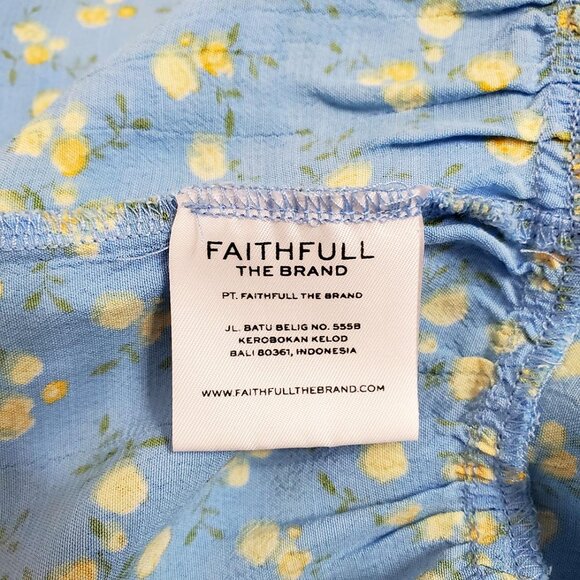 FAITHFULL
THE BRAND
PT. FAITHFULL THE BRAND
JL. BATU BELIG NO. 555B
KEROBOKAN KELOD
BALI 80361, INDONESIA
WWW.FAITHFULLTHEBRAND.COM